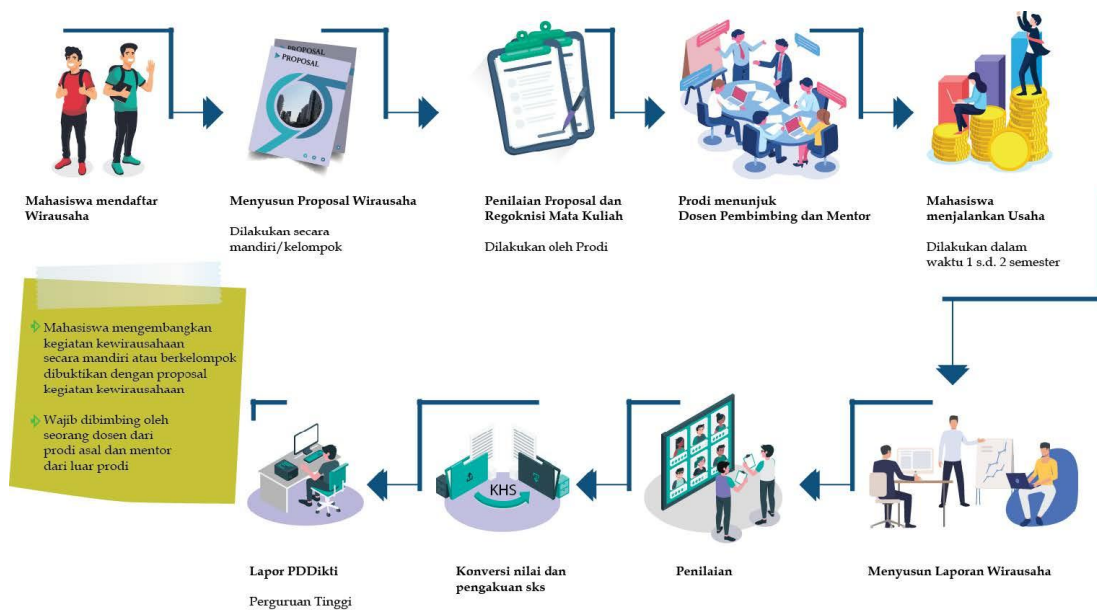 PROPOSAL
PROPOSAL
Mahasiswa mendaftar
Wirausaha
Menyusun Proposal Wirausaha
Dilakukan secara
mandiri/kelompok
Penilaian Proposal dan
Regoknisi Mata Kuliah
Dilakukan oleh Prodi
Prodi menunjuk
Dosen Pembimbing dan Mentor
Mahasiswa
menjalankan Usaha
Dilakukan dalam
waktu 1 s.d. 2 semester
Mahasiswa mengembangkan
kegiatan kewirausahaan
secara mandiri atau berkelompok
dibuktikan dengan proposal
kegiatan kewirausahaan
Wajib dibimbing oleh
seorang dosen dari
prodi asal dan mentor
dari luar prodi
KHS
Lapor PDDikti
Perguruan Tinggi
Konversi nilai dan
pengakuan sks
Penilaian
Menyusun Laporan Wirausaha